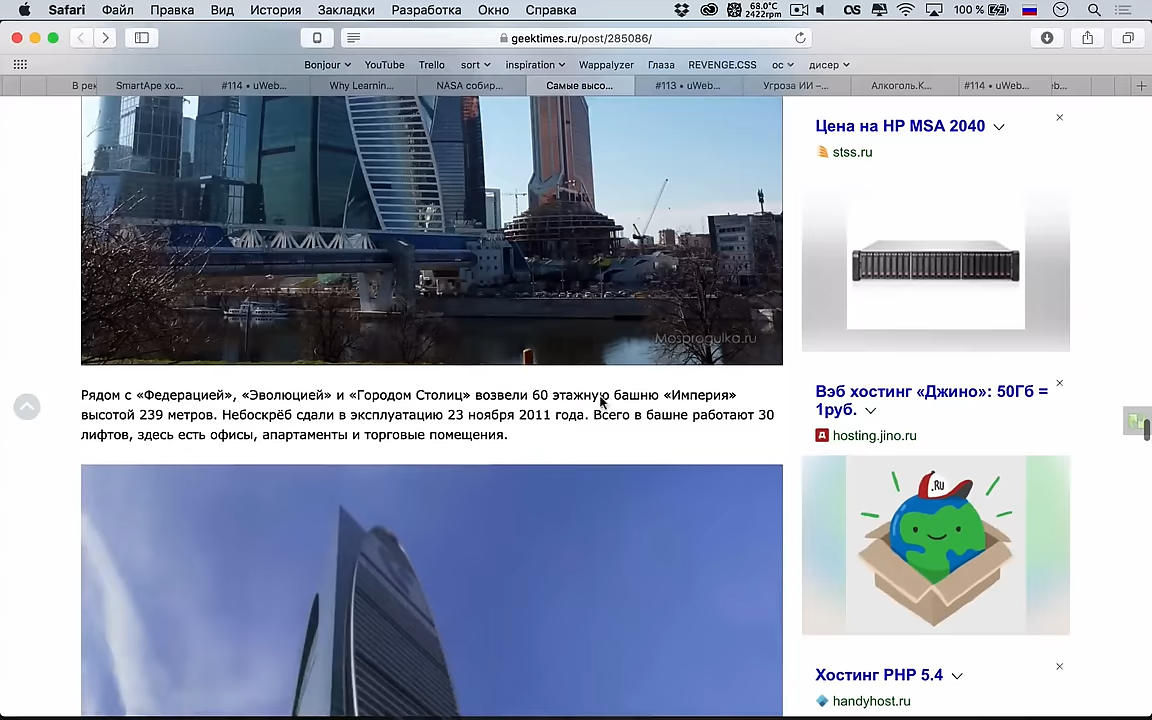 Safari Файл Правка Вид История Закладки Разработка Окно Справка
68.0°C
2422rpm
100 %
geektimes.ru/post/285086/
Bonjour YouTube Trello sort inspiration Wappalyzer Глаза REVENGE.CSS ос дисер
В рек SmartApe хо... #114 • uWeb... Why Learnin... NASA собир... Самые высо... #113 • uWeb... Угроза ИИ –... Алкоголь.К... #114 • uWeb...
Mosprogulka.ru
Рядом с «Федерацией», «Эволюцией» и «Городом Столиц» возвели 60 этажную башню «Империя»
высотой 239 метров. Небоскрёб сдали в эксплуатацию 23 ноября 2011 года. Всего в башне работают 30
лифтов, здесь есть офисы, апартаменты и торговые помещения.
Цена на HP MSA 2040
stss.ru
Вэб хостинг «Джино»: 50Гб =
1руб.
hosting.jino.ru
.RU
Хостинг PHP 5.4
handyhost.ru